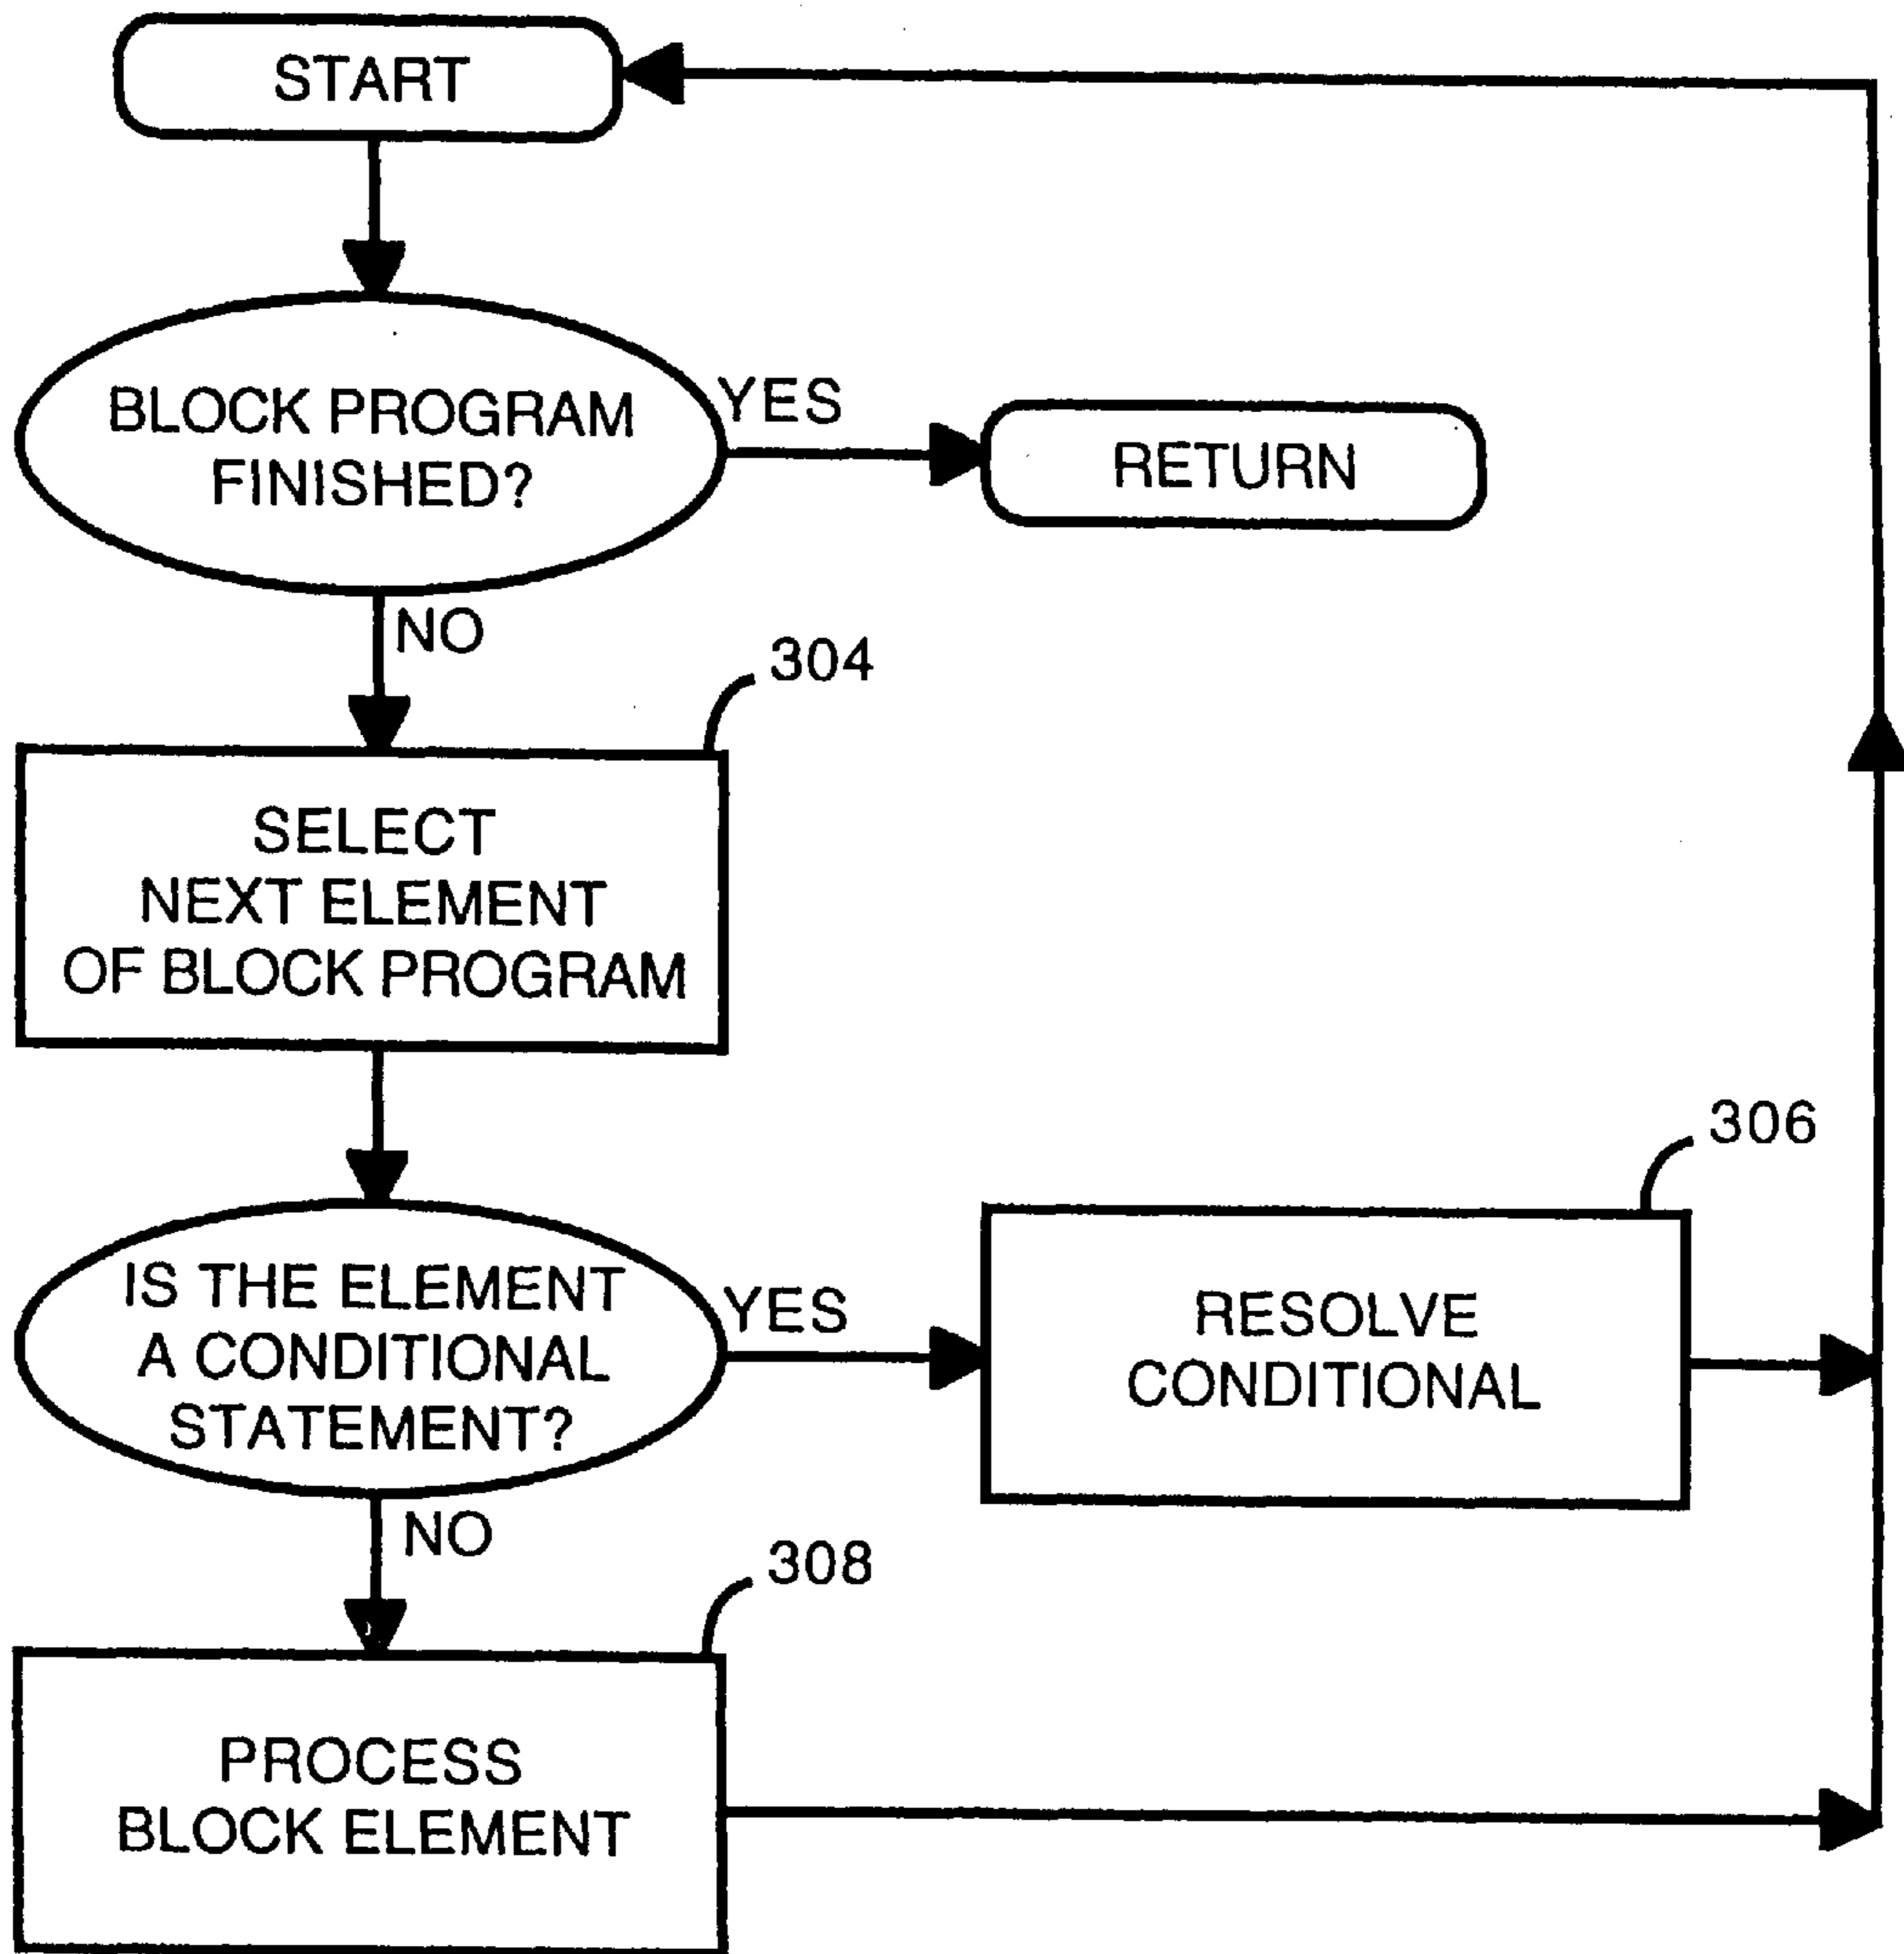 START
BLOCK PROGRAM
FINISHED?
YES
RETURN
NO
304
SELECT
NEXT ELEMENT
OF BLOCK PROGRAM
306
IS THE ELEMENT
A CONDITIONAL
STATEMENT?
YES
RESOLVE
CONDITIONAL
NO
308
PROCESS
BLOCK ELEMENT